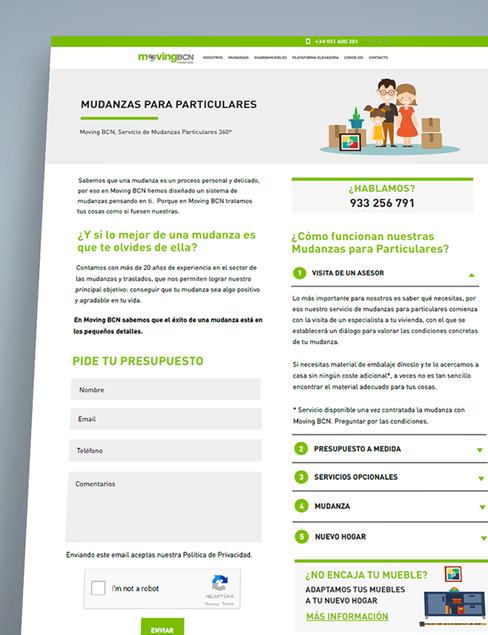 +34 931 600 381
movingBCN
NOSOTROS MUDANZAS GUARDAMUEBLES PLATAFORMA ELEVADORA CONSEJOS CONTACTO
MUDANZAS PARA PARTICULARES
Moving BCN, Servicio de Mudanzas Particulares 360º
Sabemos que una mudanza es un proceso personal y delicado,
por eso en Moving BCN hemos diseñado un sistema de
mudanzas pensando en ti. Porque en Moving BCN tratamos
tus cosas como si fuesen nuestras.
¿Y si lo mejor de una mudanza es
que te olvides de ella?
Contamos con más de 20 años de experiencia en el sector de
las mudanzas y traslados, que nos permiten lograr nuestro
principal objetivo: conseguir que tu mudanza sea algo positivo
y agradable en tu vida.
En Moving BCN sabemos que el éxito de una mudanza está en
los pequeños detalles.
PIDE TU PRESUPUESTO
Nombre
Email
Teléfono
Comentarios
Enviando este email aceptas nuestra Política de Privacidad.
I'm not a robot
reCAPTCHA
Privacy - Terms
ENVIAR
¿HABLAMOS?
933 256 791
¿Cómo funcionan nuestras
Mudanzas para Particulares?
1 VISITA DE UN ASESOR
Lo más importante para nosotros es saber qué necesitas, por
eso nuestro servicio de mudanzas para particulares comienza
con la visita de un especialista a tu vivienda, con el que se
establecerá un diálogo para valorar las condiciones concretas
de tu mudanza.
Si necesitas material de embalaje dínoslo y te lo acercamos a
casa sin ningún coste adicional*, a veces no es tan sencillo
encontrar el material adecuado para tus cosas.
* Servicio disponible una vez contratada la mudanza con
Moving BCN. Preguntar por las condiciones.
2 PRESUPUESTO A MEDIDA
3 SERVICIOS OPCIONALES
4 MUDANZA
5 NUEVO HOGAR
¿NO ENCAJA TU MUEBLE?
ADAPTAMOS TUS MUEBLES
A TU NUEVO HOGAR
MÁS INFORMACIÓN